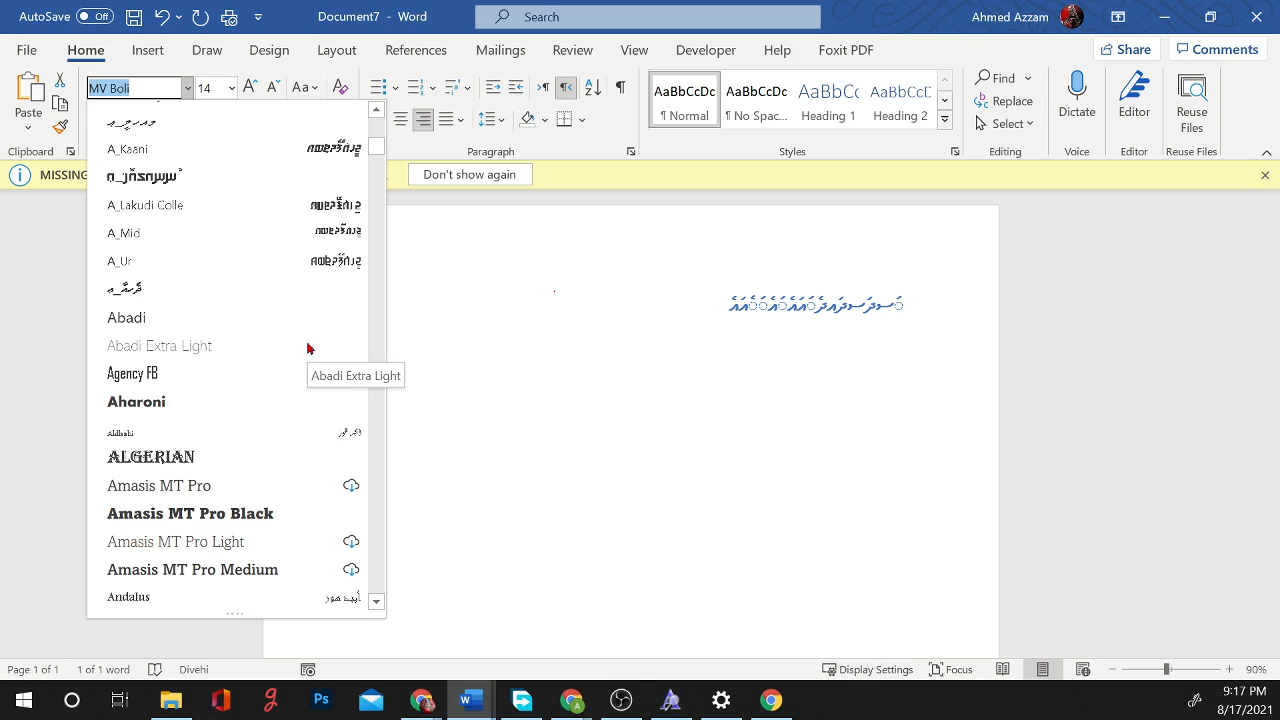 AutoSave Off Document7 - Word Search Ahmed Azzam
File Home Insert Draw Design Layout References Mailings Review View Developer Help Foxit PDF Share Comments
Paste
Clipboard
MV Boli 14 Aa
Paragraph
AaBbCcDc ¶ Normal
AaBbCcDc ¶ No Spac...
AaBbCc Heading 1
AaBbCcD Heading 2
Styles
Find
Replace
Select
Editing
Dictate
Voice
Editor
Editor
Reuse Files
Reuse Files
MISSING
Don't show again
A_Kaani
A_Lakudi Colle
A_Mid
A_Ur
Abadi
Abadi Extra Light
Abadi Extra Light
Agency FB
Aharoni
Aldhabi
ALGERIAN
Amasis MT Pro
Amasis MT Pro Black
Amasis MT Pro Light
Amasis MT Pro Medium
Andalus أبجد هوز
Page 1 of 1 1 of 1 word Divehi Display Settings Focus 90%
9:17 PM
8/17/2021